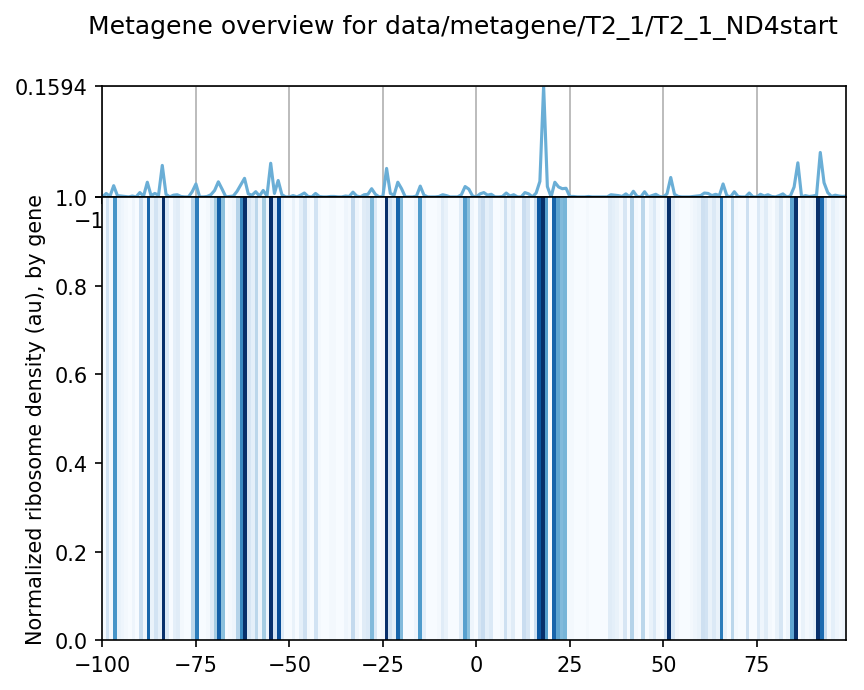 Metagene overview for data/metagene/T2_1/T2_1_ND4start
0.1594
1.0
−1
0.8
0.6
0.4
0.2
0.0
Normalized ribosome density (au), by gene
−100 −75 −50 −25 0 25 50 75